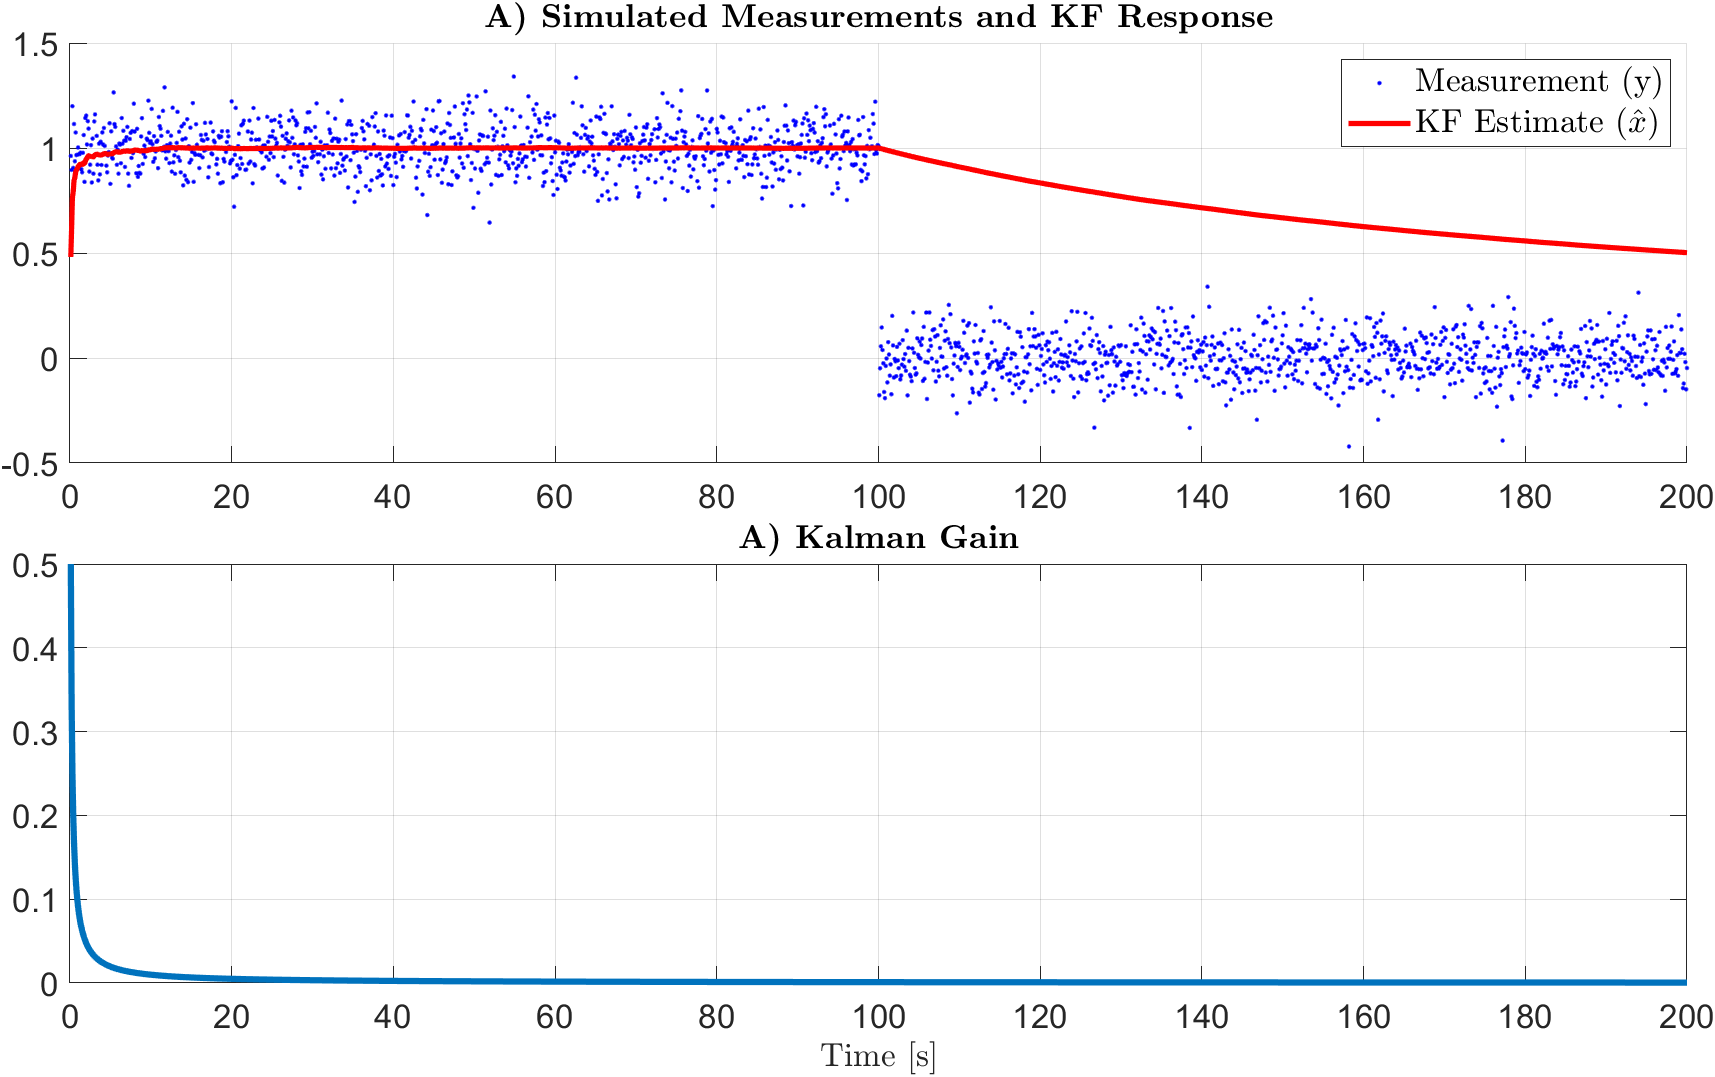 A) Simulated Measurements and KF Response
1.5
1
0.5
0
-0.5
Measurement (y)
KF Estimate (x̂)
0 20 40 60 80 100 120 140 160 180 200
A) Kalman Gain
0.5
0.4
0.3
0.2
0.1
0
0 20 40 60 80 100 120 140 160 180 200
Time [s]